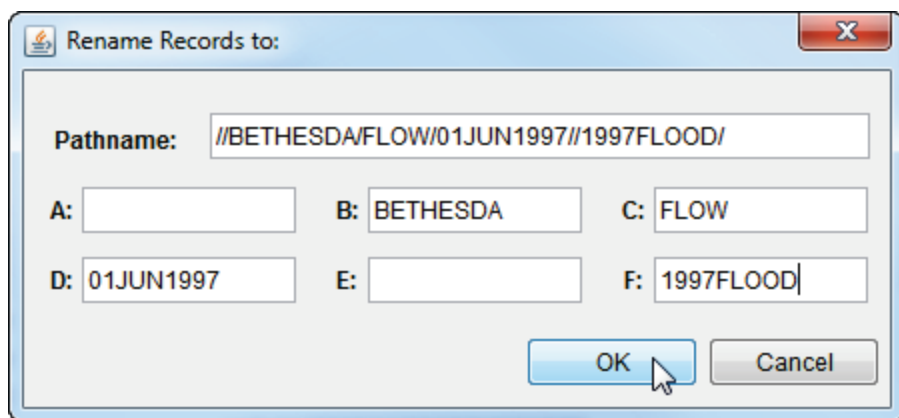 Rename Records to:
Pathname: //BETHESDA/FLOW/01JUN1997//1997FLOOD/
A: B: BETHESDA C: FLOW
D: 01JUN1997 E: F: 1997FLOOD
OK Cancel